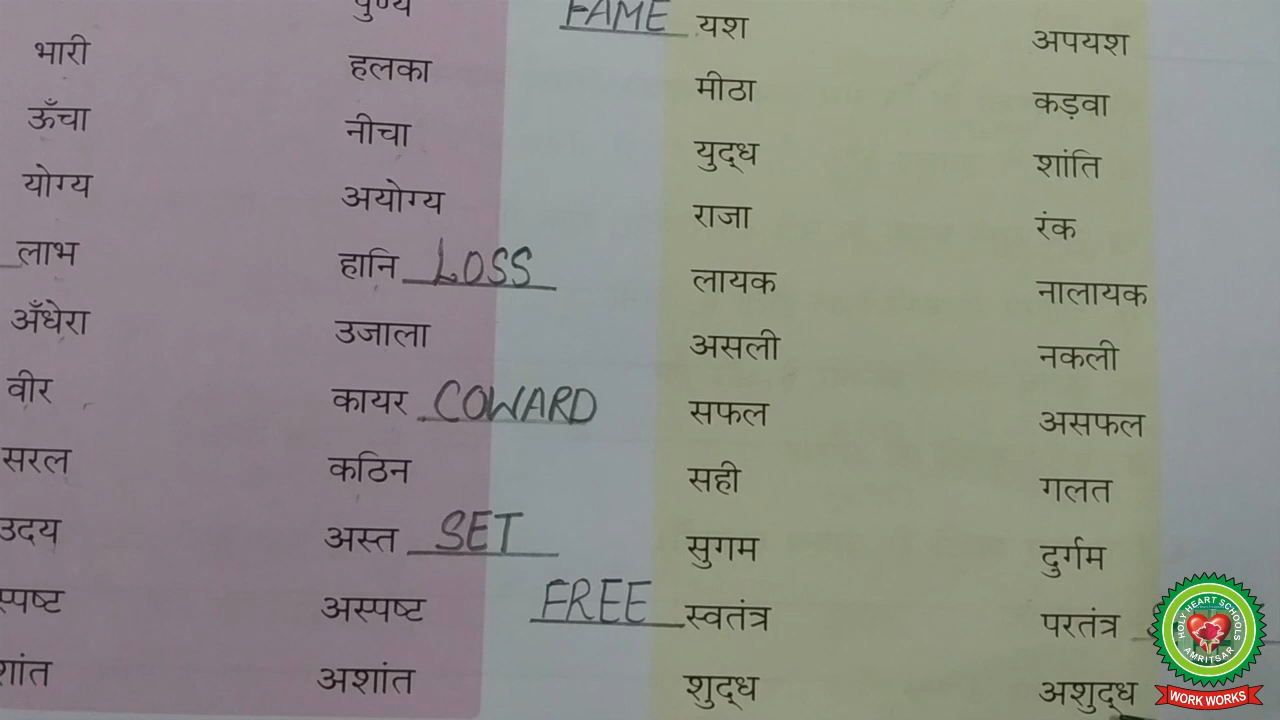 पुण्य
भारी हलका
ऊँचा नीचा
योग्य अयोग्य
लाभ हानि LOSS
अँधेरा उजाला
वीर कायर COWARD
सरल कठिन
उदय अस्त SET
स्पष्ट अस्पष्ट
शांत अशांत
FAME यश अपयश
मीठा कड़वा
युद्ध शांति
राजा रंक
लायक नालायक
असली नकली
सफल असफल
सही गलत
सुगम दुर्गम
FREE स्वतंत्र परतंत्र
शुद्ध अशुद्ध
HOLY HEART SCHOOLS
AMRITSAR
WORK WORKS